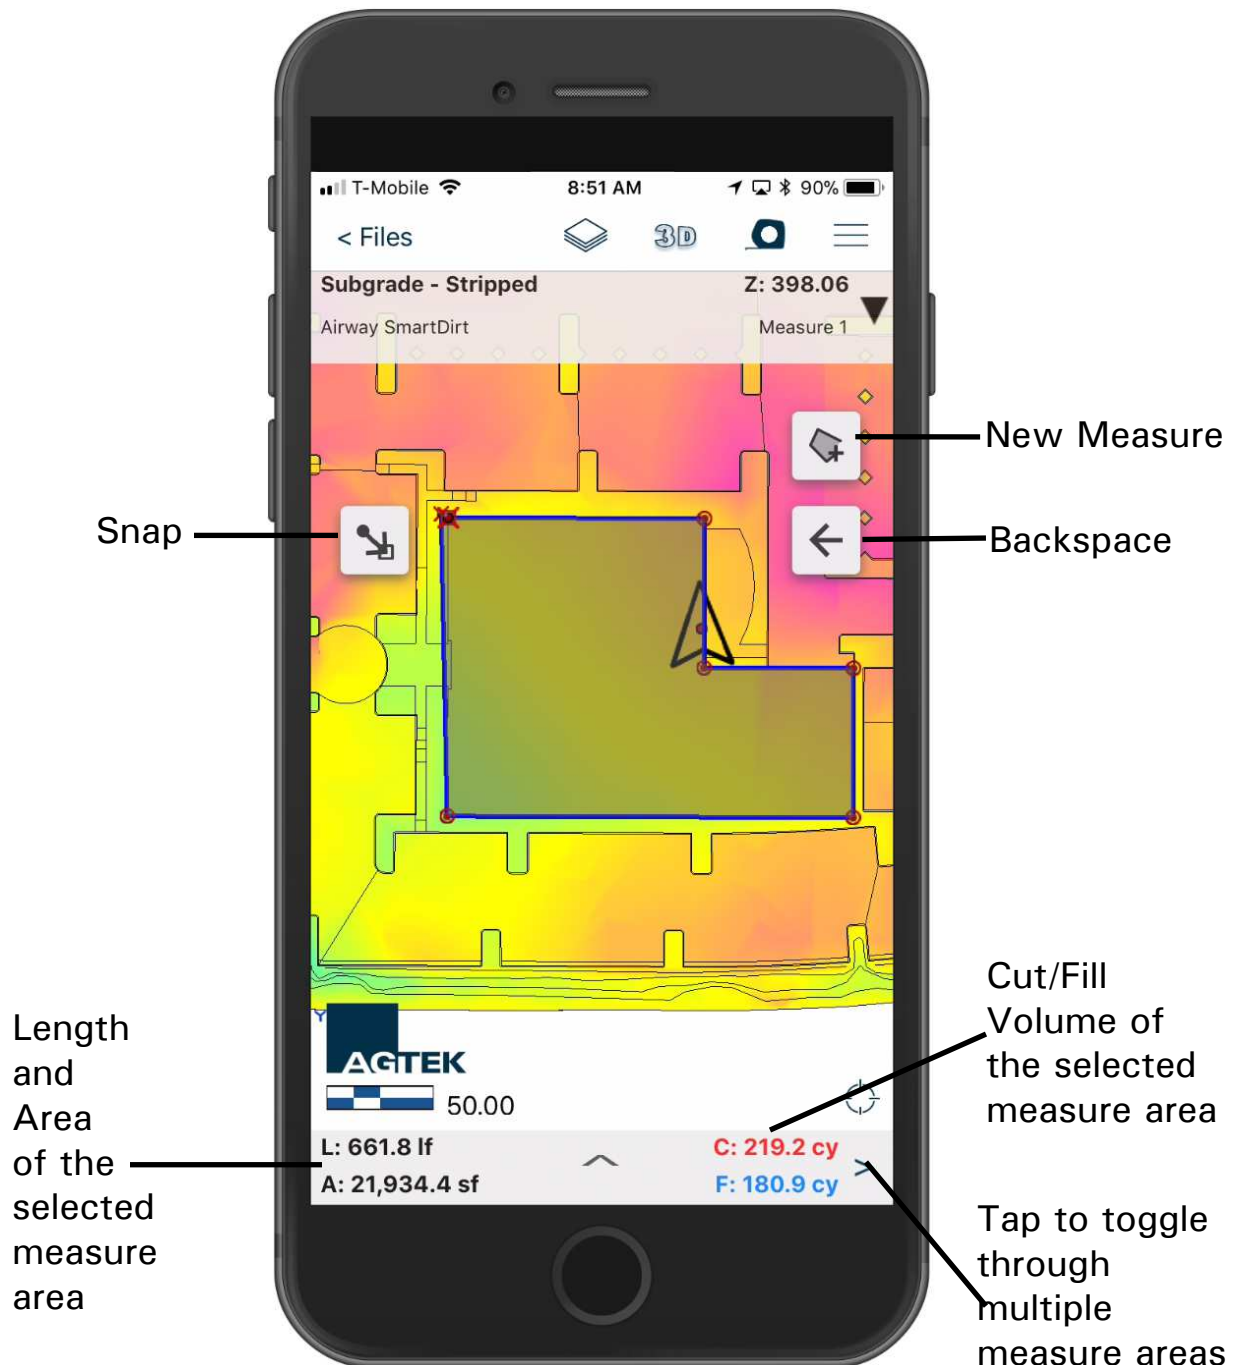 T-Mobile 8:51 AM 90%
< Files 3D
Subgrade - Stripped Z: 398.06
Airway SmartDirt Measure 1
New Measure
Snap
Backspace
Y
AGTEK
50.00
L: 661.8 lf C: 219.2 cy >
A: 21,934.4 sf F: 180.9 cy
Length
and
Area
of the
selected
measure
area
Cut/Fill
Volume of
the selected
measure area
Tap to toggle
through
multiple
measure areas